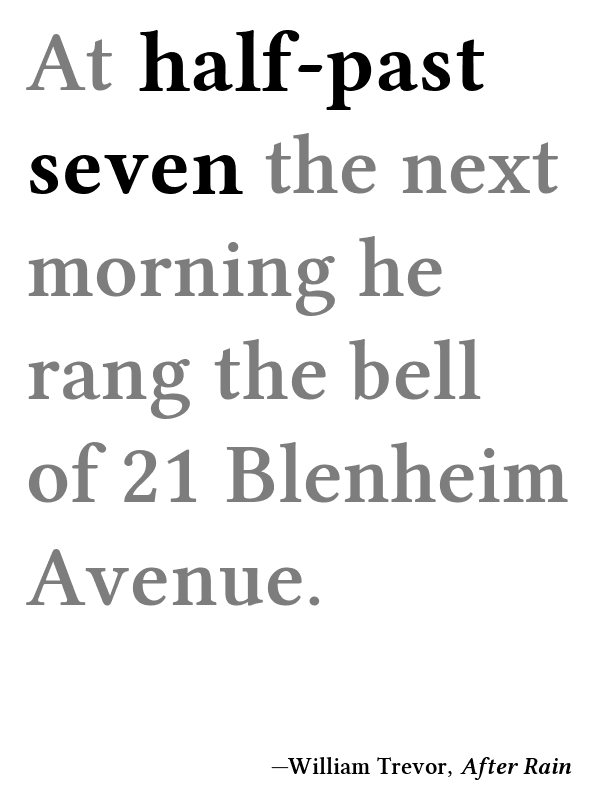 At half-past
seven the next
morning he
rang the bell
of 21 Blenheim
Avenue.
—William Trevor, After Rain